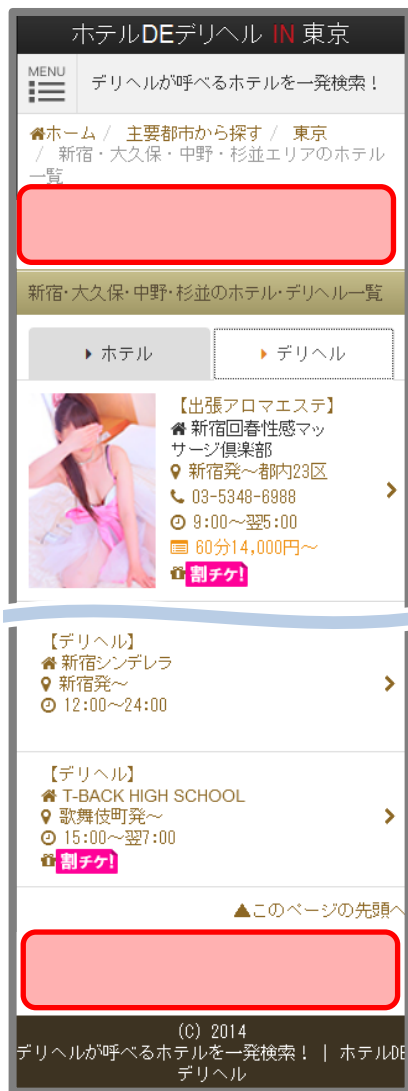 ホテルDEデリヘル IN 東京
MENU
デリヘルが呼べるホテルを一発検索！
ホーム / 主要都市から探す / 東京
/ 新宿・大久保・中野・杉並エリアのホテル
一覧
新宿・大久保・中野・杉並のホテル・デリヘル一覧
ホテル
デリヘル
【出張アロマエステ】
新宿回春性感マッ
サージ倶楽部
新宿発～都内23区
03-5348-6988
9:00～翌5:00
60分14,000円～
割チケ!
【デリヘル】
新宿シンデレラ
新宿発～
12:00～24:00
【デリヘル】
T-BACK HIGH SCHOOL
歌舞伎町発～
15:00～翌7:00
割チケ!
▲このページの先頭へ
(C) 2014
デリヘルが呼べるホテルを一発検索！ | ホテルDE
デリヘル